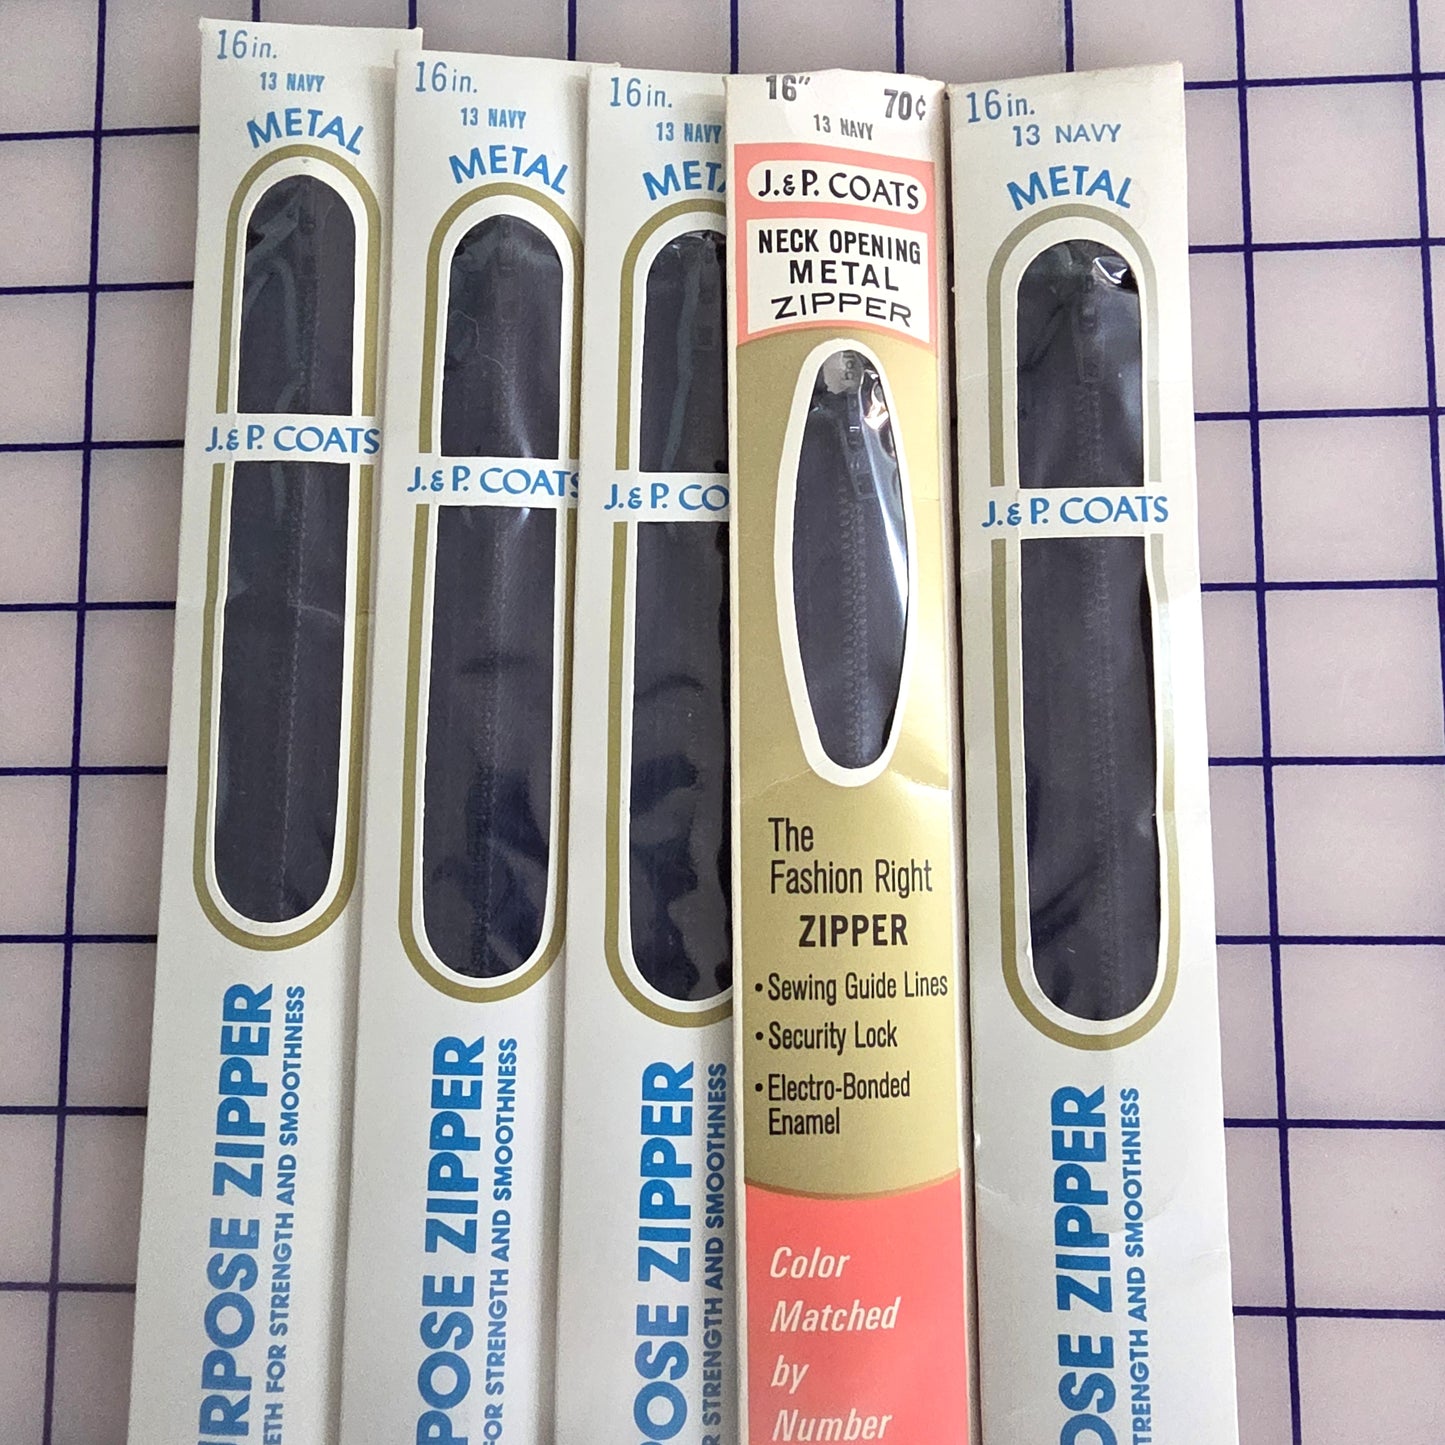 16in.
13 NAVY
METAL
J.&P. COATS
RPOSE ZIPPER
FOR STRENGTH AND SMOOTHNESS
16in.
13 NAVY
METAL
J.&P. COATS
POSE ZIPPER
FOR STRENGTH AND SMOOTHNESS
16in.
13 NAVY
META
J.&P. CO
OSE ZIPPER
STRENGTH AND SMOOTHNESS
16" 70¢
13 NAVY
J.&P. COATS
NECK OPENING
METAL
ZIPPER
The
Fashion Right
ZIPPER
• Sewing Guide Lines
• Security Lock
• Electro-Bonded
Enamel
Color
Matched
by
Number
16in.
13 NAVY
METAL
J.&P. COATS
OSE ZIPPER
TRENGTH AND SMOOTHNESS